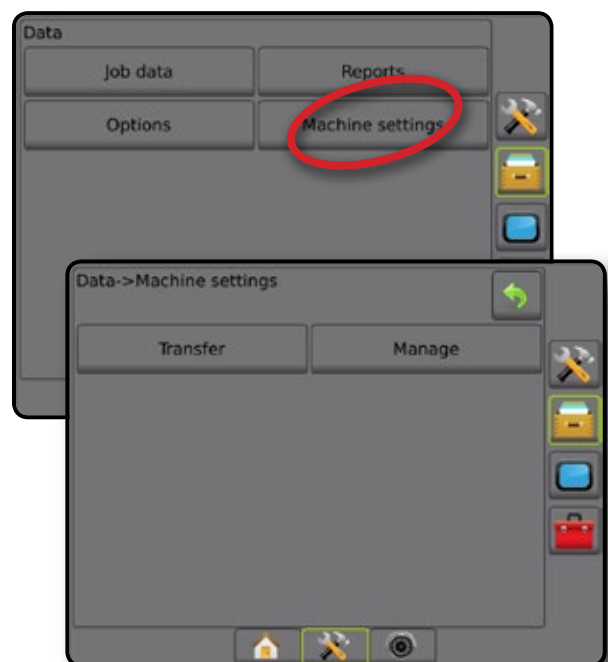 Data
Job data Reports
Options Machine settings
Data->Machine settings
Transfer Manage